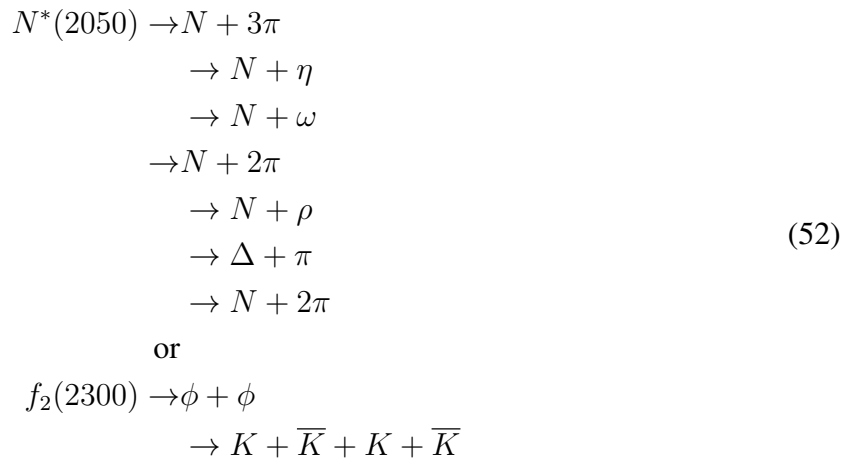 N*(2050) → N + 3π
→ N + η
→ N + ω
→ N + 2π
→ N + ρ
→ Δ + π
→ N + 2π
(52)
or
f₂(2300) → φ + φ
→ K + K̅ + K + K̅